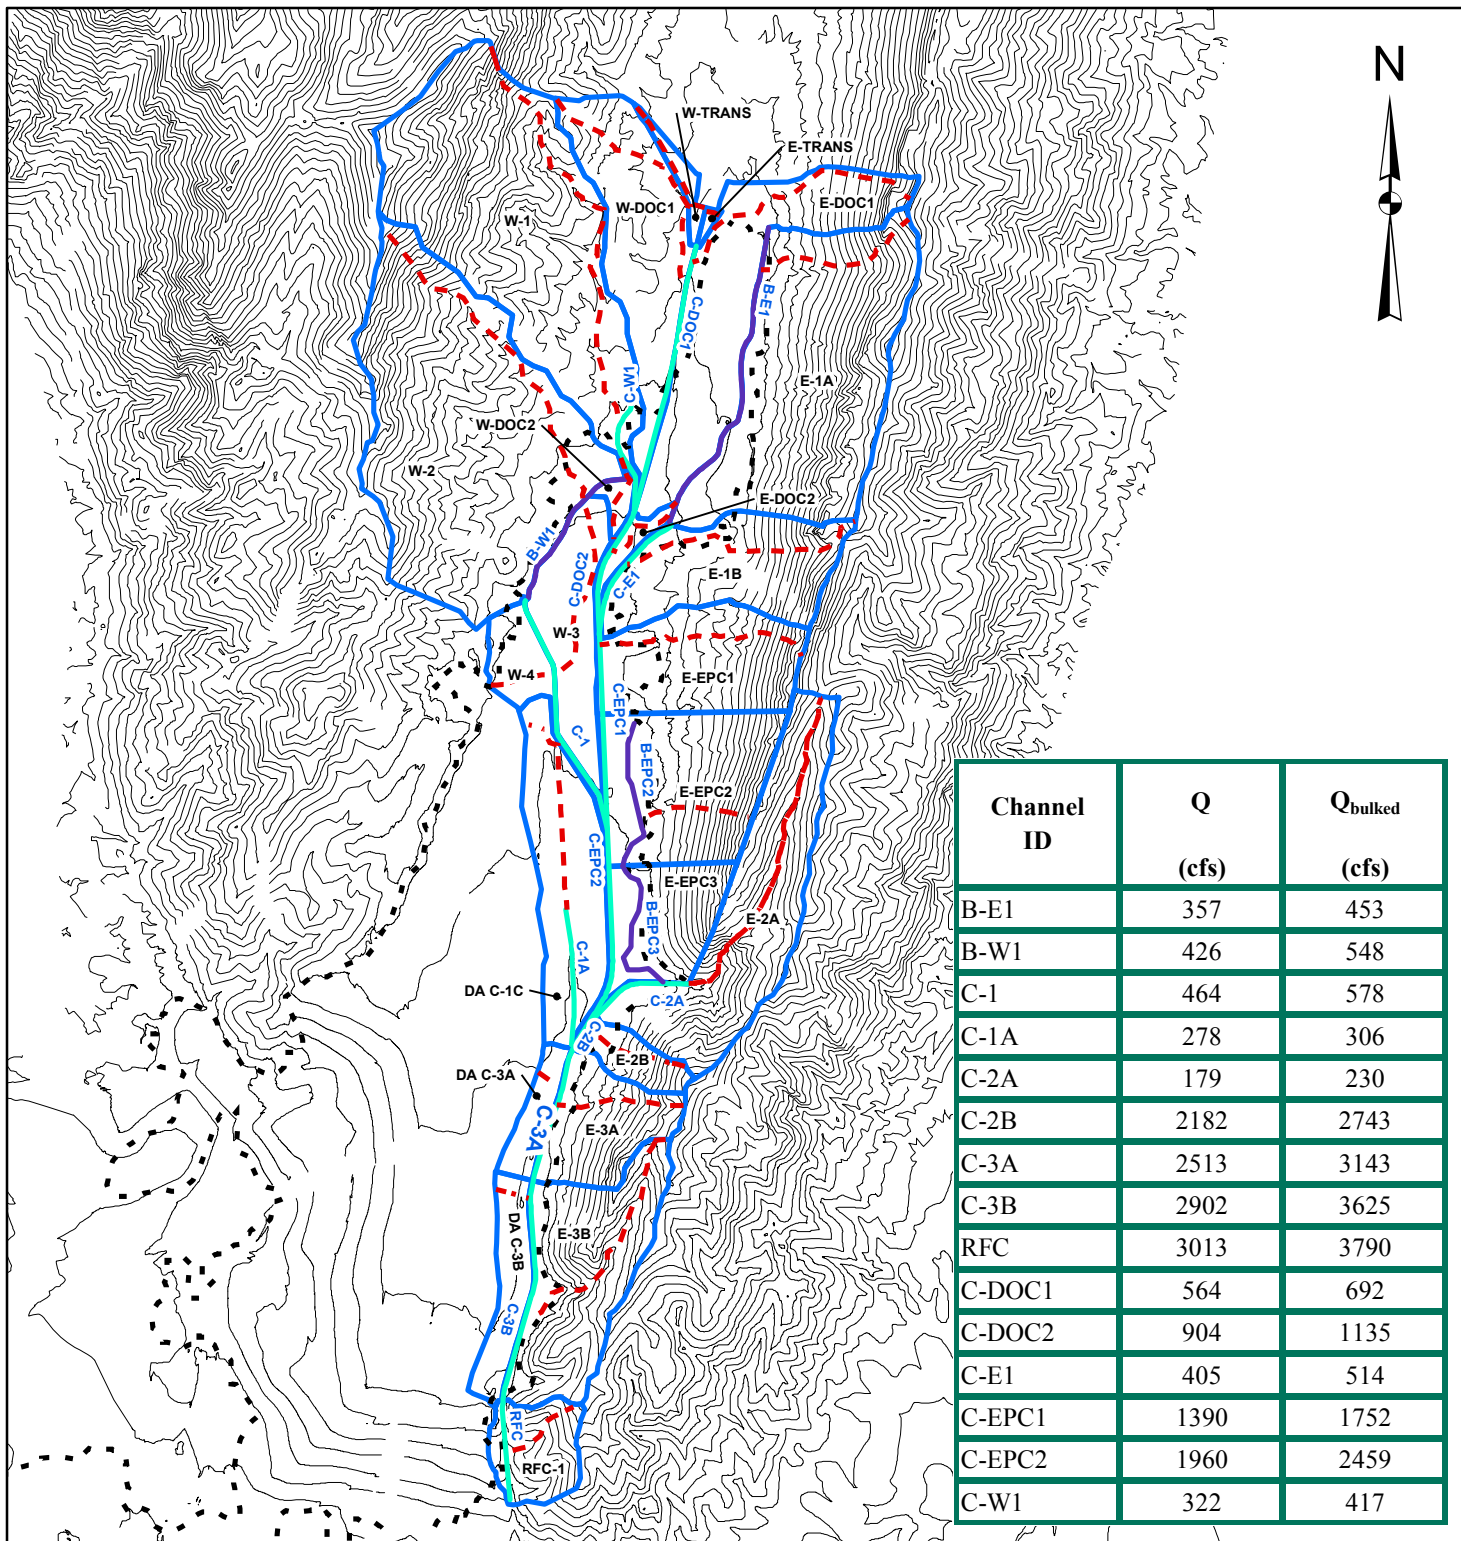 N
W-TRANS
E-TRANS
E-DOC1
W-DOC1
W-1
C-DOC1
B-E1
E-1A
C-W1
W-DOC2
W-2
E-DOC2
B-W1
C-DOC2
C-E1
E-1B
W-3
W-4
E-EPC1
C-EPC1
C-1
B-EPC2
E-EPC2
C-EPC2
E-EPC3
B-EPC3
E-2A
C-1A
DA C-1C
C-2A
C-2B
E-2B
DA C-3A
C-3A
E-3A
DA C-3B
E-3B
C-3B
RFC
RFC-1
Channel ID Q (cfs) Qbulked (cfs)
B-E1 357 453
B-W1 426 548
C-1 464 578
C-1A 278 306
C-2A 179 230
C-2B 2182 2743
C-3A 2513 3143
C-3B 2902 3625
RFC 3013 3790
C-DOC1 564 692
C-DOC2 904 1135
C-E1 405 514
C-EPC1 1390 1752
C-EPC2 1960 2459
C-W1 322 417